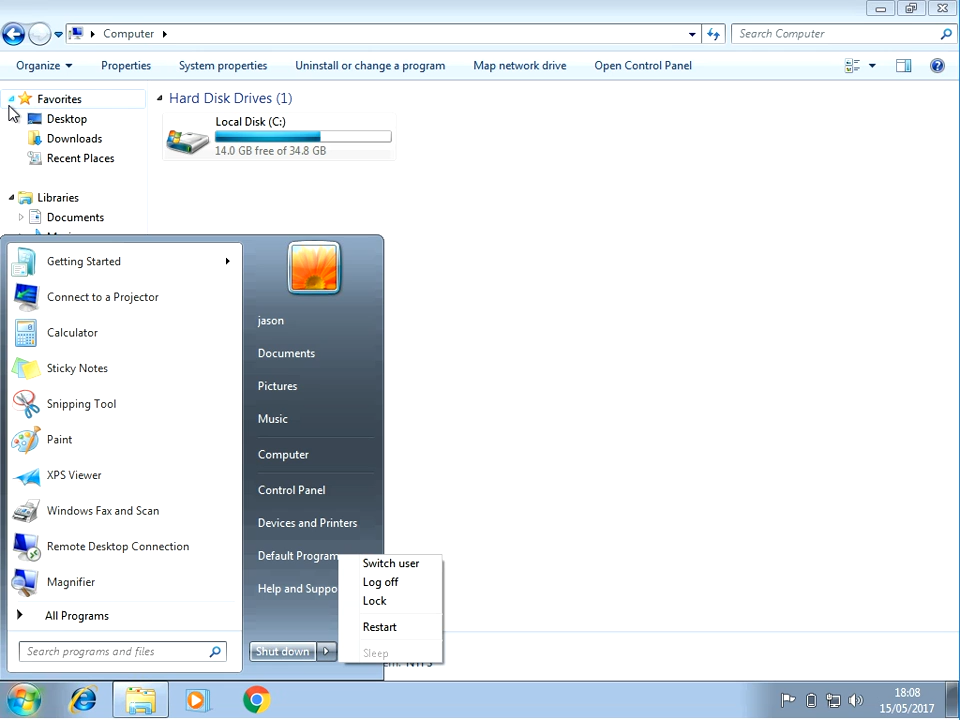 Computer
Search Computer
Organize
Properties
System properties
Uninstall or change a program
Map network drive
Open Control Panel
Favorites
Desktop
Downloads
Recent Places
Libraries
Documents
Hard Disk Drives (1)
Local Disk (C:)
14.0 GB free of 34.8 GB
Getting Started
Connect to a Projector
Calculator
Sticky Notes
Snipping Tool
Paint
XPS Viewer
Windows Fax and Scan
Remote Desktop Connection
Magnifier
All Programs
Search programs and files
jason
Documents
Pictures
Music
Computer
Control Panel
Devices and Printers
Default Program
Help and Suppo
Shut down
Switch user
Log off
Lock
Restart
Sleep
18:08
15/05/2017